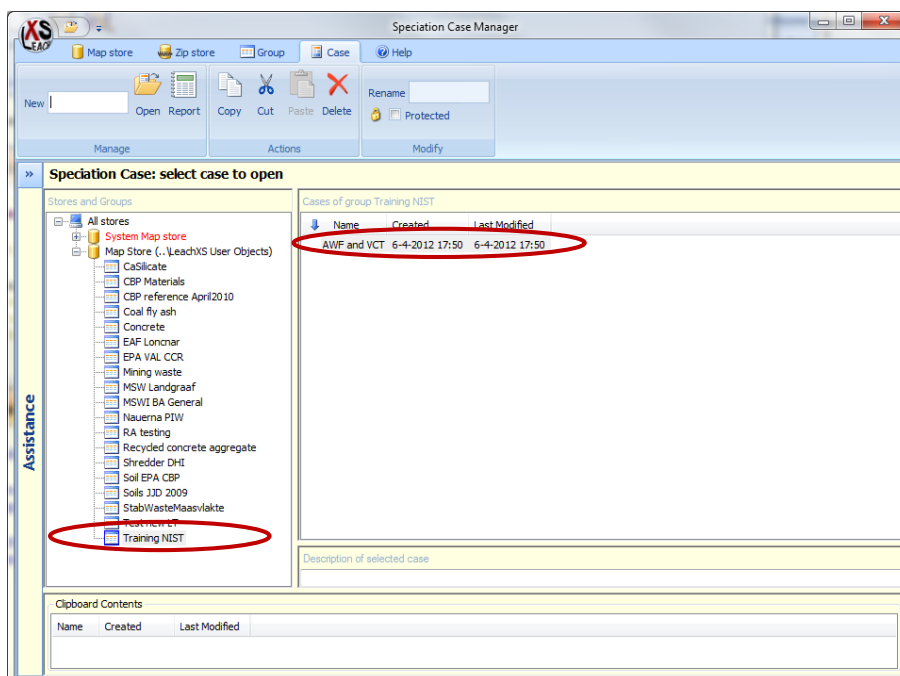 Speciation Case Manager
XS
LEACH
Map store Zip store Group Case Help
New Open Report Copy Cut Paste Delete Rename
Protected
Manage Actions Modify
» Speciation Case: select case to open
Stores and Groups
All stores
System Map store
Map Store (..\LeachXS User Objects)
CaSilicate
CBP Materials
CBP reference April2010
Coal fly ash
Concrete
EAF Loncnar
EPA VAL CCR
Mining waste
MSW Landgraaf
MSWI BA General
Nauerna PIW
RA testing
Recycled concrete aggregate
Shredder DHI
Soil EPA CBP
Soils JJD 2009
StabWasteMaasvlakte
Test new LT
Training NIST
Cases of group Training NIST
Name Created Last Modified
AWF and VCT 6-4-2012 17:50 6-4-2012 17:50
Description of selected case
Assistance
Clipboard Contents
Name Created Last Modified